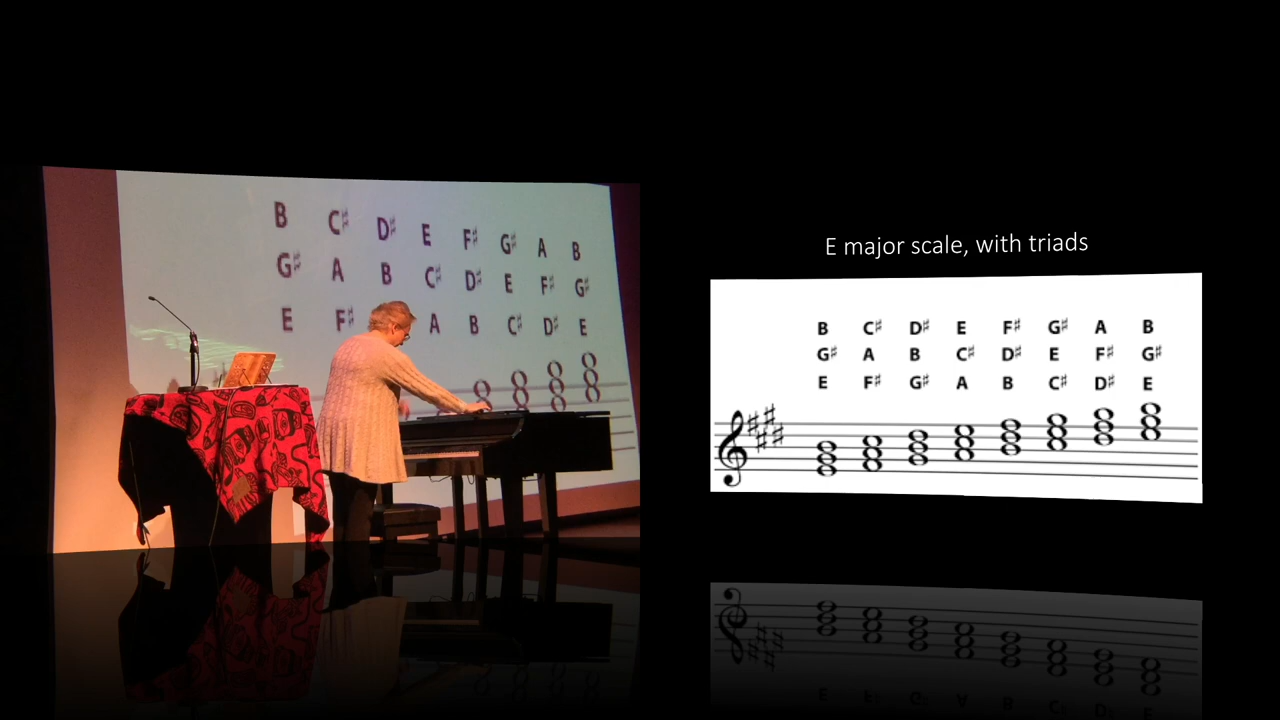 B C♯ D♯ E F♯ G♯ A B
G♯ A B C♯ D♯ E F♯ G♯
E F♯ A B C♯ D♯ E
E major scale, with triads
B C♯ D♯ E F♯ G♯ A B
G♯ A B C♯ D♯ E F♯ G♯
E F♯ G♯ A B C♯ D♯ E